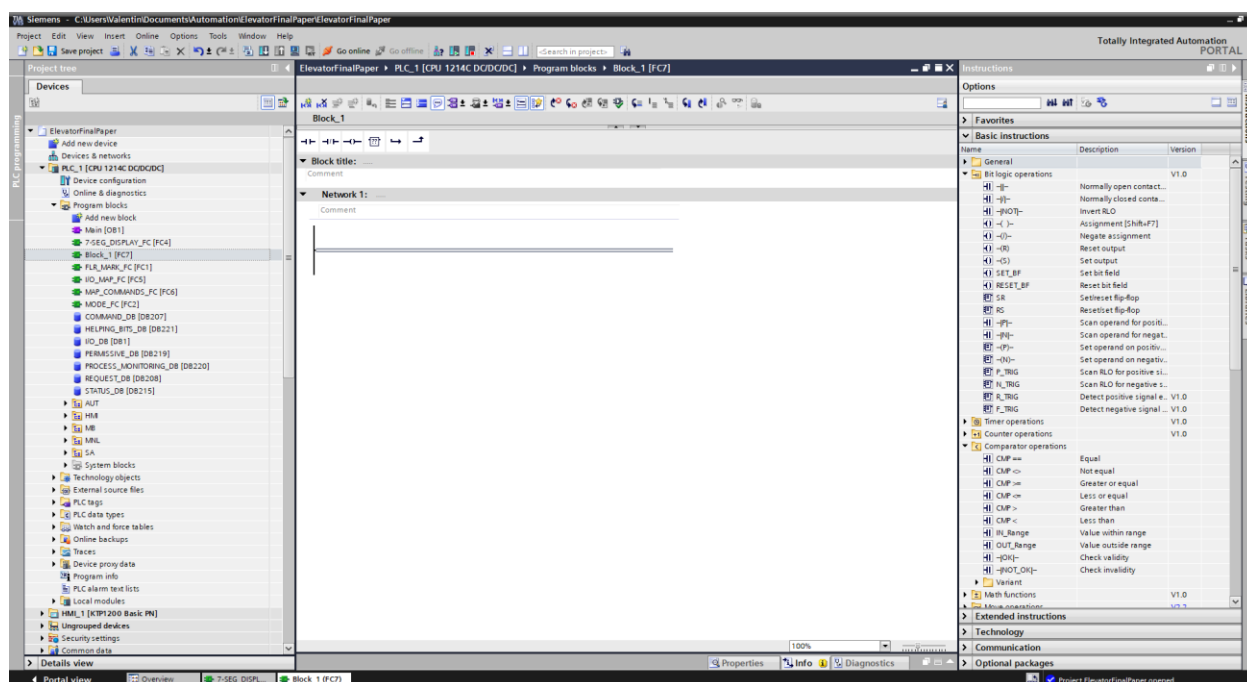 Siemens - C:\Users\Valentin\Documents\Automation\ElevatorFinalPaper\ElevatorFinalPaper
Project Edit View Insert Online Options Tools Window Help
Save project
Go online
Go offline
<Search in project>
Totally Integrated Automation
PORTAL
Project tree
Devices
PLC programming
ElevatorFinalPaper
Add new device
Devices & networks
PLC_1 [CPU 1214C DC/DC/DC]
Device configuration
Online & diagnostics
Program blocks
Add new block
Main [OB1]
7-SEG_DISPLAY_FC [FC4]
Block_1 [FC7]
FLR_MARK_FC [FC1]
I/O_MAP_FC [FC5]
MAP_COMMANDS_FC [FC6]
MODE_FC [FC2]
COMMAND_DB [DB207]
HELPING_BITS_DB [DB221]
I/O_DB [DB1]
PERMISSIVE_DB [DB219]
PROCESS_MONITORING_DB [DB220]
REQUEST_DB [DB208]
STATUS_DB [DB215]
AUT
HMI
MB
MNL
SA
System blocks
Technology objects
External source files
PLC tags
PLC data types
Watch and force tables
Online backups
Traces
Device proxy data
Program info
PLC alarm text lists
Local modules
HMI_1 [KTP1200 Basic PN]
Ungrouped devices
Security settings
Common data
Details view
ElevatorFinalPaper PLC_1 [CPU 1214C DC/DC/DC] Program blocks Block_1 [FC7]
Block_1
Block title: ....
Comment
Network 1: ....
Comment
100%
Properties
Info
Diagnostics
Instructions
Options
Favorites
Basic instructions
Name Description Version
General
Bit logic operations V1.0
-||- Normally open contact...
-|/|- Normally closed conta...
-|NOT|- Invert RLO
-( )- Assignment [Shift+F7]
-(/)- Negate assignment
-(R) Reset output
-(S) Set output
SET_BF Set bit field
RESET_BF Reset bit field
SR Set/reset flip-flop
RS Reset/set flip-flop
-|P|- Scan operand for positi...
-|N|- Scan operand for negat...
-(P)- Set operand on positiv...
-(N)- Set operand on negativ...
P_TRIG Scan RLO for positive si...
N_TRIG Scan RLO for negative s...
R_TRIG Detect positive signal e... V1.0
F_TRIG Detect negative signal ... V1.0
Timer operations V1.0
Counter operations V1.0
Comparator operations
CMP == Equal
CMP <> Not equal
CMP >= Greater or equal
CMP <= Less or equal
CMP > Greater than
CMP < Less than
IN_Range Value within range
OUT_Range Value outside range
-|OK|- Check validity
-|NOT_OK|- Check invalidity
Variant
Math functions V1.0
Move operations
Extended instructions
Technology
Communication
Optional packages
Portal view
Overview
7-SEG_DISPL...
Block_1 (FC7)
Project ElevatorFinalPaper opened.